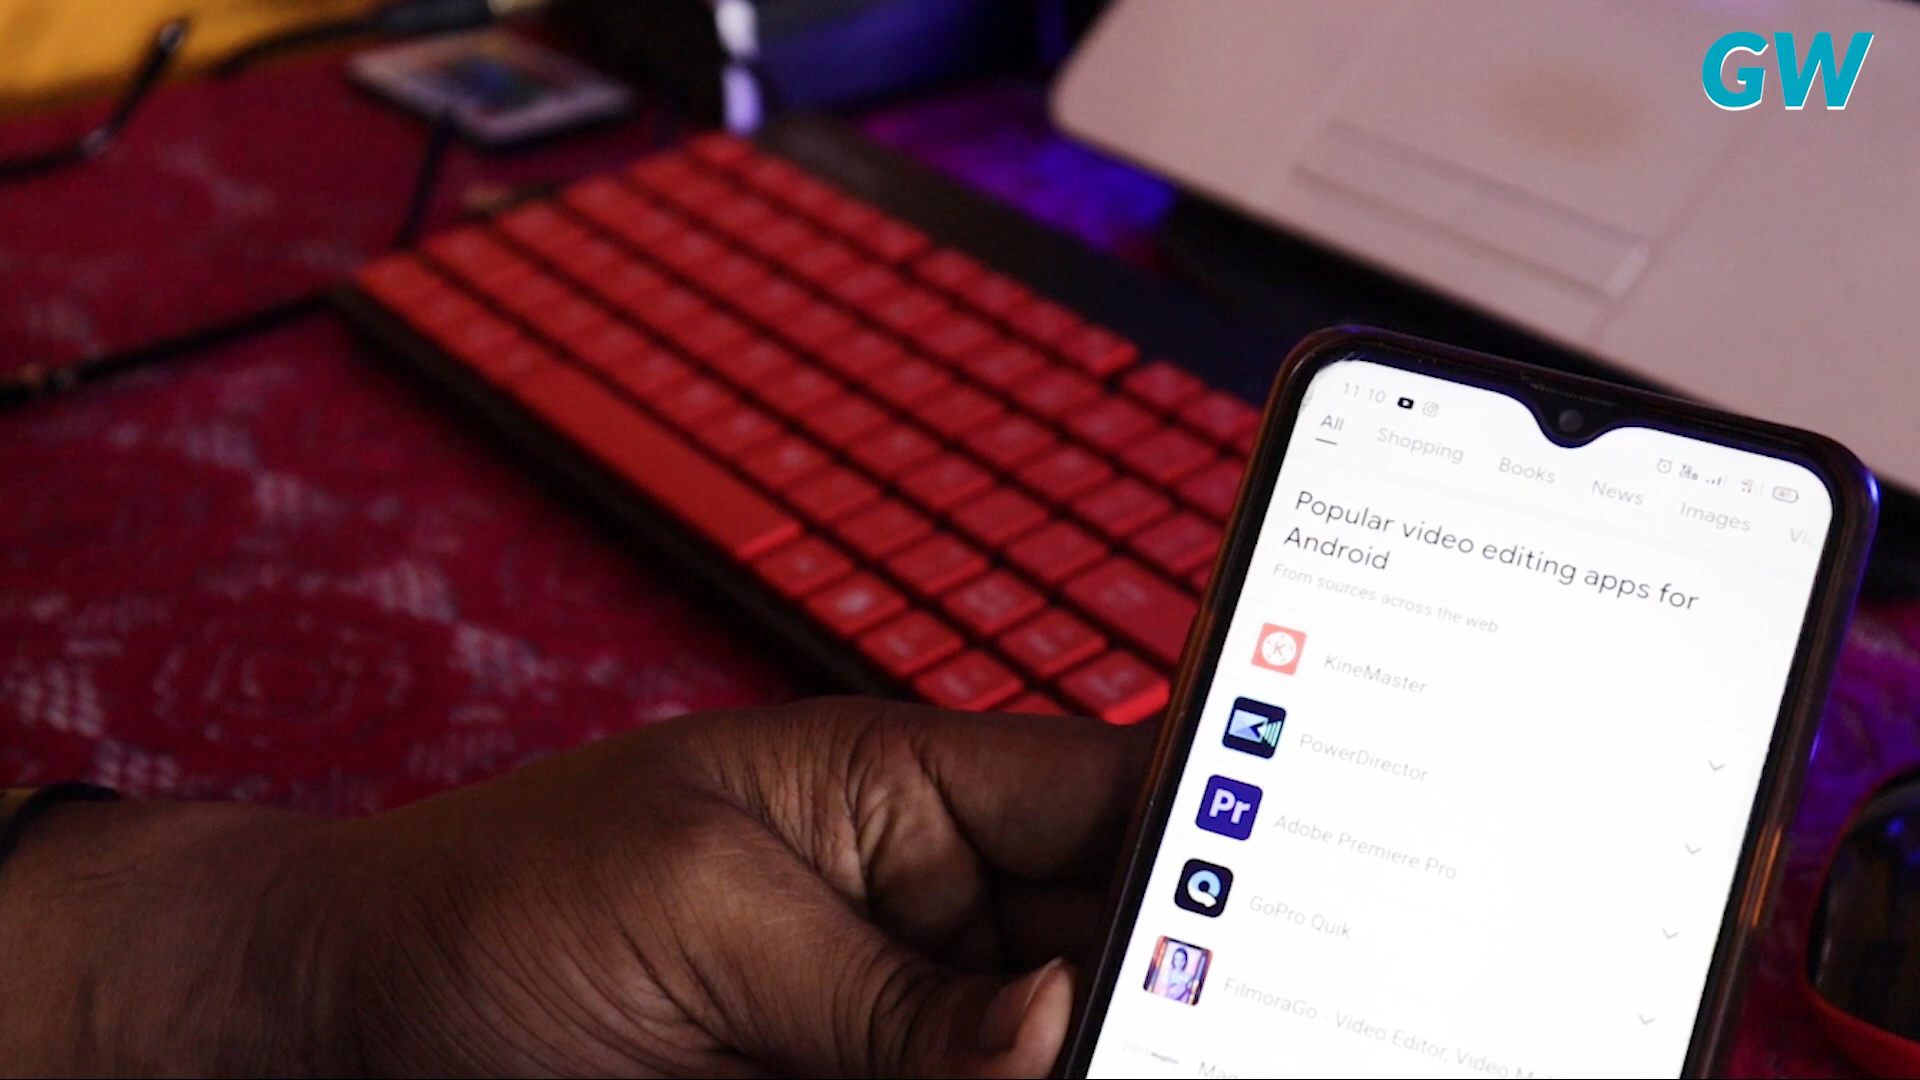 GW
11:10
All Shopping Books News Images
Popular video editing apps for
Android
From sources across the web
KineMaster
PowerDirector
Pr Adobe Premiere Pro
GoPro Quik
FilmoraGo - Video Editor, Video